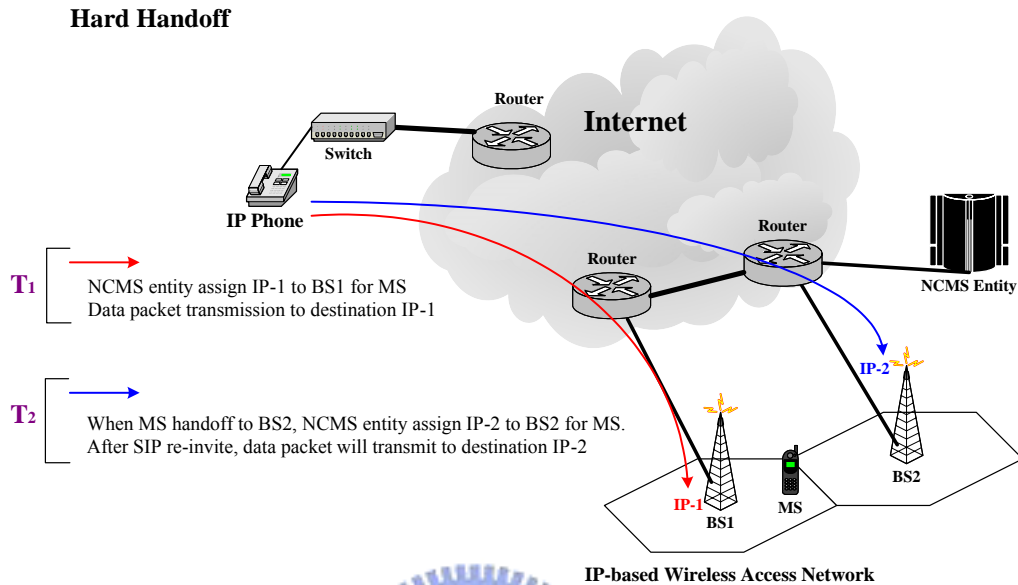 Hard Handoff
Router
Internet
Switch
IP Phone
Router
Router
NCMS Entity
T1
NCMS entity assign IP-1 to BS1 for MS
Data packet transmission to destination IP-1
T2
When MS handoff to BS2, NCMS entity assign IP-2 to BS2 for MS.
After SIP re-invite, data packet will transmit to destination IP-2
IP-2
BS2
IP-1
BS1
MS
IP-based Wireless Access Network